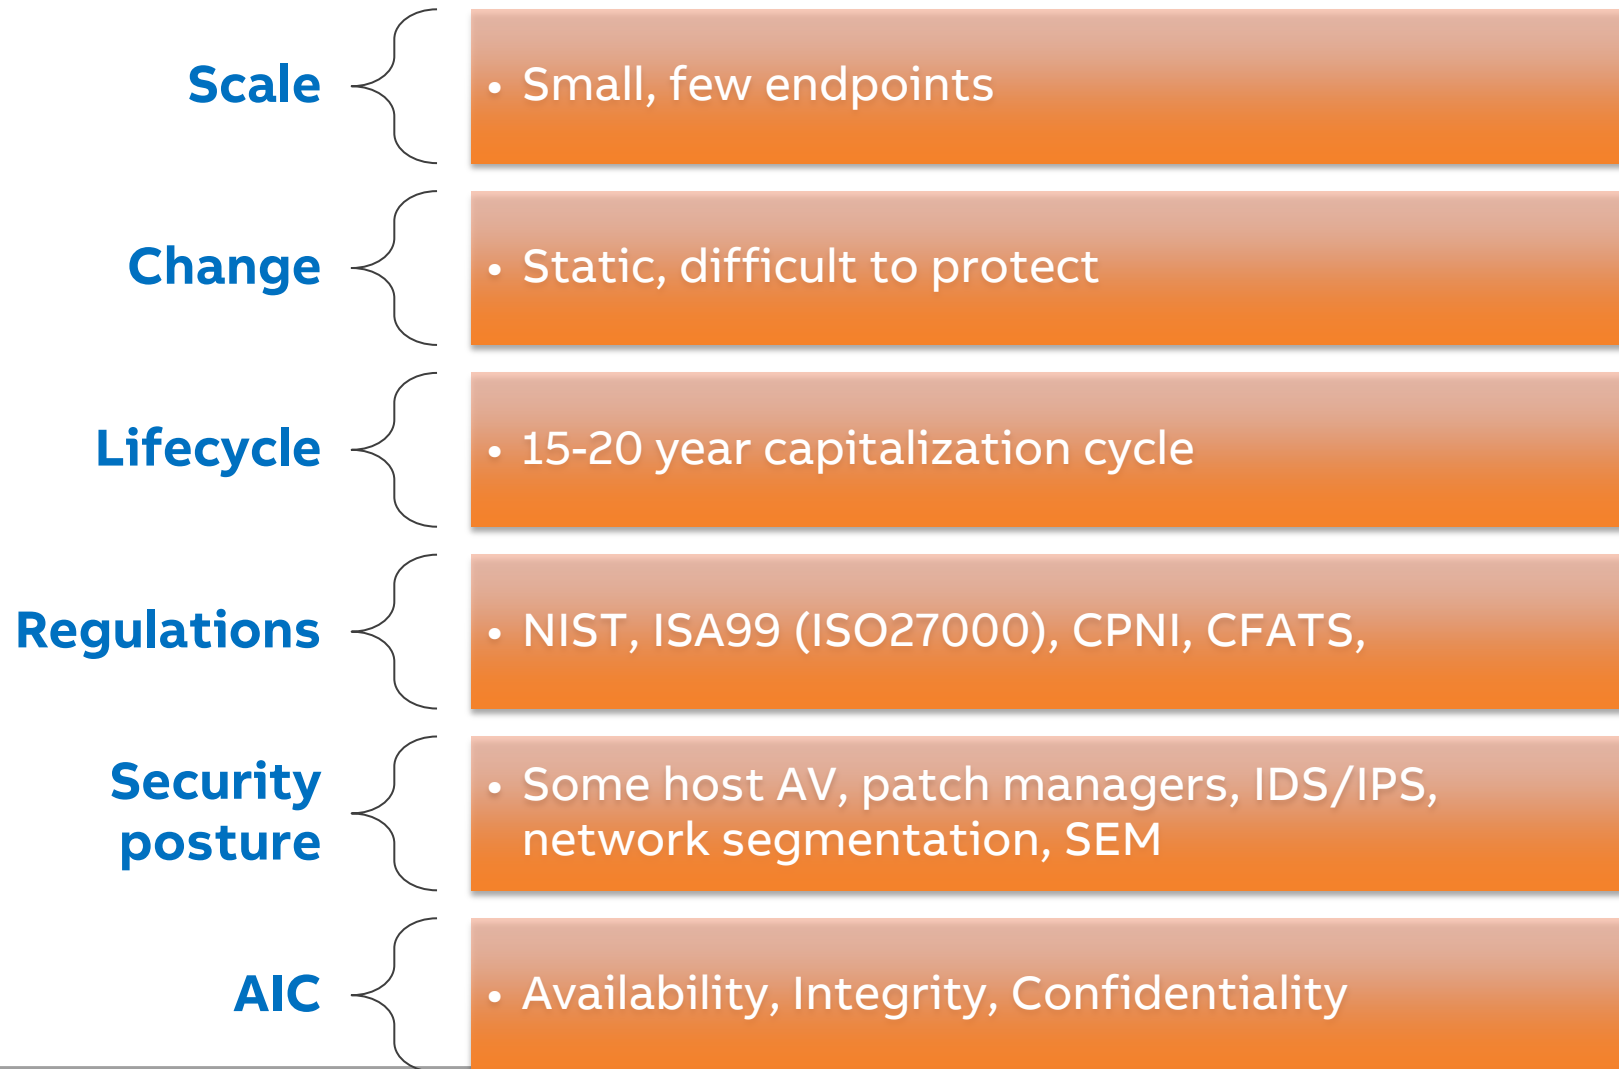 Scale
• Small, few endpoints
Change
• Static, difficult to protect
Lifecycle
• 15-20 year capitalization cycle
Regulations
• NIST, ISA99 (ISO27000), CPNI, CFATS,
Security
posture
• Some host AV, patch managers, IDS/IPS,
network segmentation, SEM
AIC
• Availability, Integrity, Confidentiality